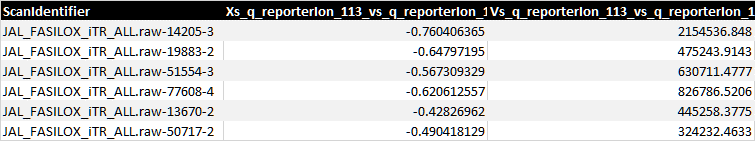 ScanIdentifier Xs_q_reporterIon_113_vs_q_reporterIon_1 Vs_q_reporterIon_113_vs_q_reporterIon_1
JAL_FASILOX_iTR_ALL.raw-14205-3 -0.760406365 2154536.848
JAL_FASILOX_iTR_ALL.raw-19883-2 -0.64797195 475243.9143
JAL_FASILOX_iTR_ALL.raw-51554-3 -0.567309329 630711.4777
JAL_FASILOX_iTR_ALL.raw-77608-4 -0.620612557 826786.5206
JAL_FASILOX_iTR_ALL.raw-13670-2 -0.42826962 445258.3775
JAL_FASILOX_iTR_ALL.raw-50717-2 -0.490418129 324232.4633